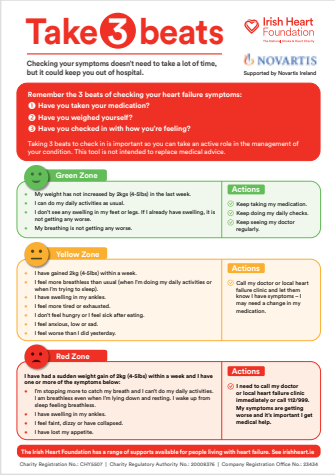 Take 3 beats
Irish Heart
Foundation
Checking your symptoms doesn't need to take a lot of time,
but it could keep you out of hospital.
NOVARTIS
Supported by Novartis Ireland
Remember the 3 beats of checking your heart failure symptoms:
1 Have you taken your medication?
2 Have you weighed yourself?
3 Have you checked in with how you're feeling?
Taking 3 beats to check in is important so you can take an active role in the management of
your condition. This tool is not intended to replace medical advice.
Green Zone
My weight has not increased by 2kgs (4-5lbs) in the last week.
I can do my daily activities as usual.
I don't see any swelling in my feet or legs. If I already have swelling, it is
not getting any worse.
My breathing is not getting any worse.
Actions
Keep taking my medication.
Keep doing my daily checks.
Keep seeing my doctor
regularly.
Yellow Zone
I have gained 2kg (4-5lbs) within a week.
I feel more breathless than usual (when I'm doing my daily activities or
when I'm trying to sleep).
I have swelling in my ankles.
I feel more tired or exhausted.
I don't feel hungry or I feel sick after eating.
I feel anxious, low or sad.
I feel worse than I did yesterday.
Actions
Call my doctor or local heart
failure clinic and let them
know I have symptoms – I
may need a change in my
medication.
Red Zone
I have had a sudden weight gain of 2kg (4-5lbs) within a week and I have
one or more of the symptoms below:
I'm stopping more to catch my breath and I can't do my daily activities.
I am breathless even when I'm lying down and resting. I wake up from
sleep feeling breathless.
I have swelling in my ankles.
I feel faint, dizzy or have collapsed.
I have lost my appetite.
Actions
I need to call my doctor
or local heart failure clinic
immediately or call 112/999.
My symptoms are getting
worse and it's important I get
medical help.
The Irish Heart Foundation has a range of supports available for people living with heart failure. See irishheart.ie
Charity Registration No.: CHY5507 | Charity Regulatory Authority No.: 20008376 | Company Registration Office No.: 23434